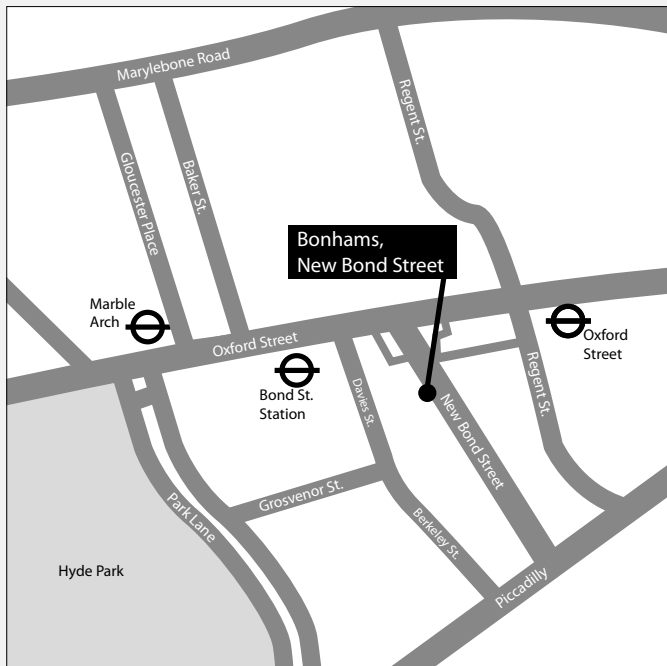 Marylebone Road
Regent St.
Gloucester Place
Baker St.
Bonhams,
New Bond Street
Marble
Arch
Oxford Street
Oxford
Street
Bond St.
Station
Davies St.
New Bond Street
Regent St.
Grosvenor St.
Park Lane
Berkeley St.
Hyde Park
Piccadilly